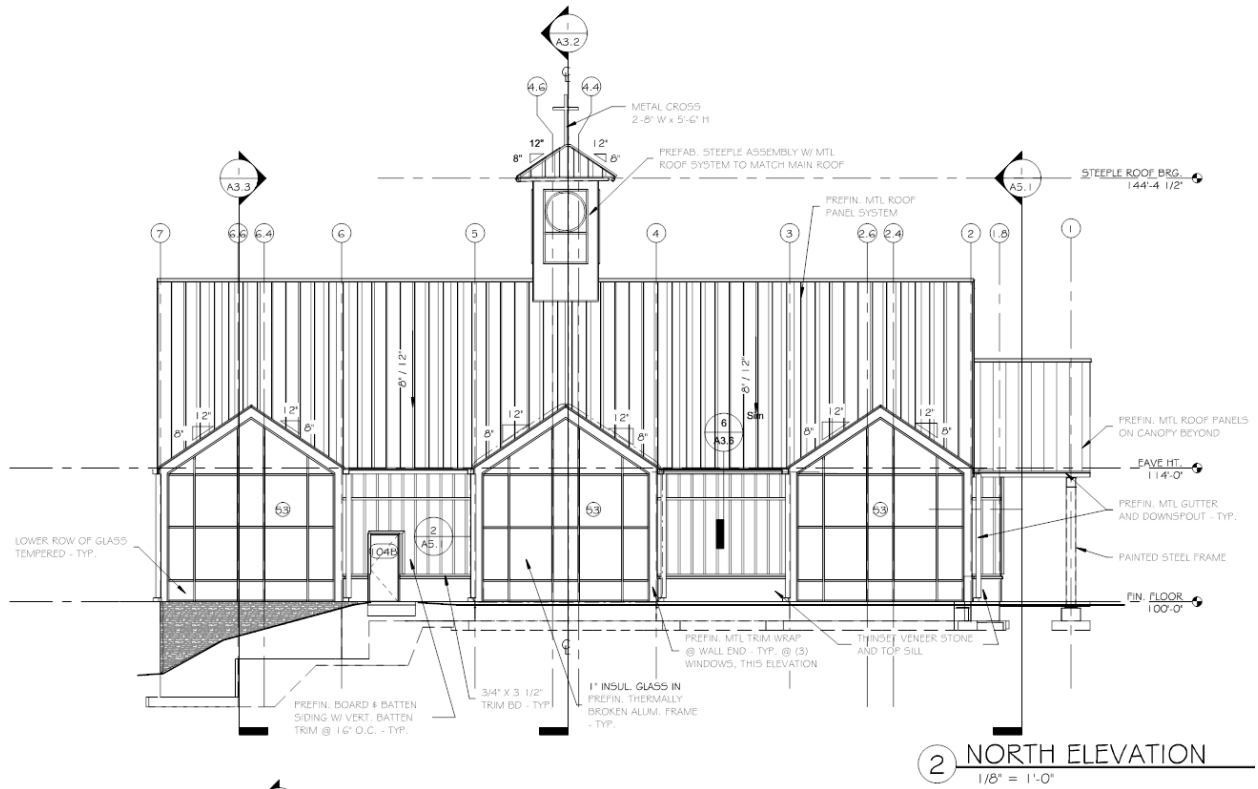 1
A3.2
℄
4.6
4.4
METAL CROSS
2'-8" W x 5'-6" H
12"
8"
12"
8"
PREFAB. STEEPLE ASSEMBLY W/ MTL
ROOF SYSTEM TO MATCH MAIN ROOF
1
A3.3
1
A5.1
STEEPLE ROOF BRG.
144'-4 1/2"
PREFIN. MTL ROOF
PANEL SYSTEM
7
6.6
6.4
6
5
4
3
2.6
2.4
2
1.8
1
8" / 12"
8" / 12"
Sim
12"
8"
12"
8"
12"
8"
12"
8"
12"
8"
12"
8"
6
A3.6
PREFIN. MTL ROOF PANELS
ON CANOPY BEYOND
EAVE HT.
114'-0"
53
53
53
PREFIN. MTL GUTTER
AND DOWNSPOUT - TYP.
LOWER ROW OF GLASS
TEMPERED - TYP.
104B
2
A5.1
PAINTED STEEL FRAME
FIN. FLOOR
100'-0"
PREFIN. MTL TRIM WRAP
@ WALL END - TYP. @ (3)
WINDOWS, THIS ELEVATION
THINSET VENEER STONE
AND TOP SILL
℄
PREFIN. BOARD & BATTEN
SIDING W/ VERT. BATTEN
TRIM @ 16" O.C. - TYP.
3/4" X 3 1/2"
TRIM BD - TYP
1" INSUL. GLASS IN
PREFIN. THERMALLY
BROKEN ALUM. FRAME
- TYP.
2
NORTH ELEVATION
1/8" = 1'-0"